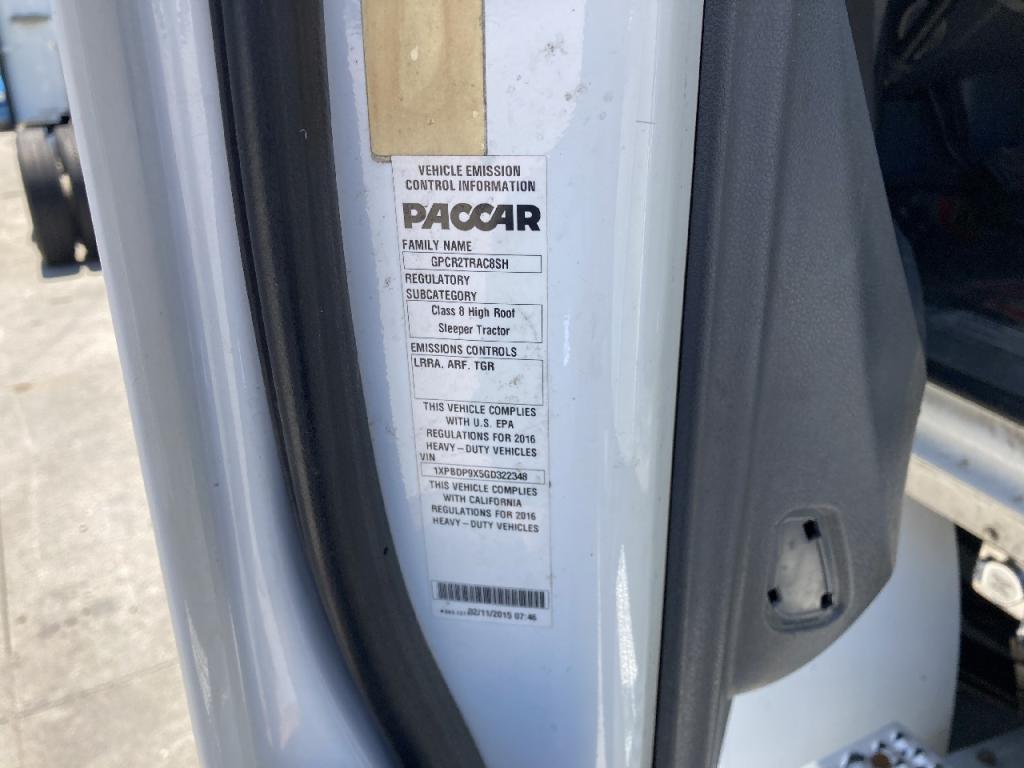 VEHICLE EMISSION
CONTROL INFORMATION
PACCAR
FAMILY NAME
GPCR2TRAC8SH
REGULATORY
SUBCATEGORY
Class 8 High Roof
Sleeper Tractor
EMISSIONS CONTROLS
LRRA. ARF. TGR
THIS VEHICLE COMPLIES
WITH U.S. EPA
REGULATIONS FOR 2016
HEAVY-DUTY VEHICLES
VIN
1XPBDP9X5GD322348
THIS VEHICLE COMPLIES
WITH CALIFORNIA
REGULATIONS FOR 2016
HEAVY-DUTY VEHICLES
02/11/2015 07:46